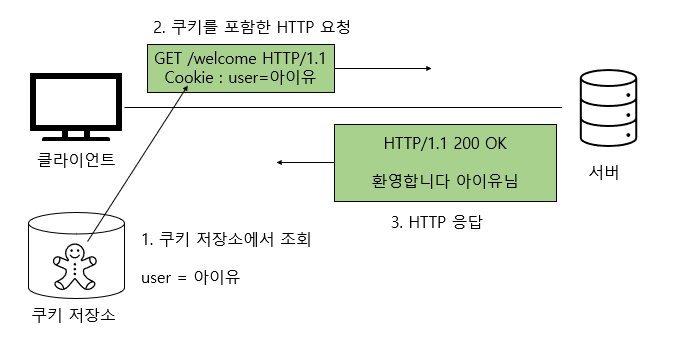 2. 쿠키를 포함한 HTTP 요청
GET /welcome HTTP/1.1
Cookie : user=아이유
클라이언트
HTTP/1.1 200 OK
환영합니다 아이유님
서버
3. HTTP 응답
1. 쿠키 저장소에서 조회
user = 아이유
쿠키 저장소